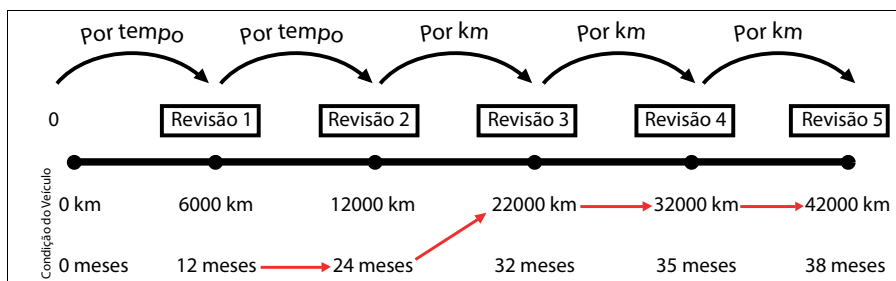 Por tempo Por tempo Por km Por km Por km
0 Revisão 1 Revisão 2 Revisão 3 Revisão 4 Revisão 5
Condição do Veículo
0 km 6000 km 12000 km 22000 km 32000 km 42000 km
0 meses 12 meses 24 meses 32 meses 35 meses 38 meses